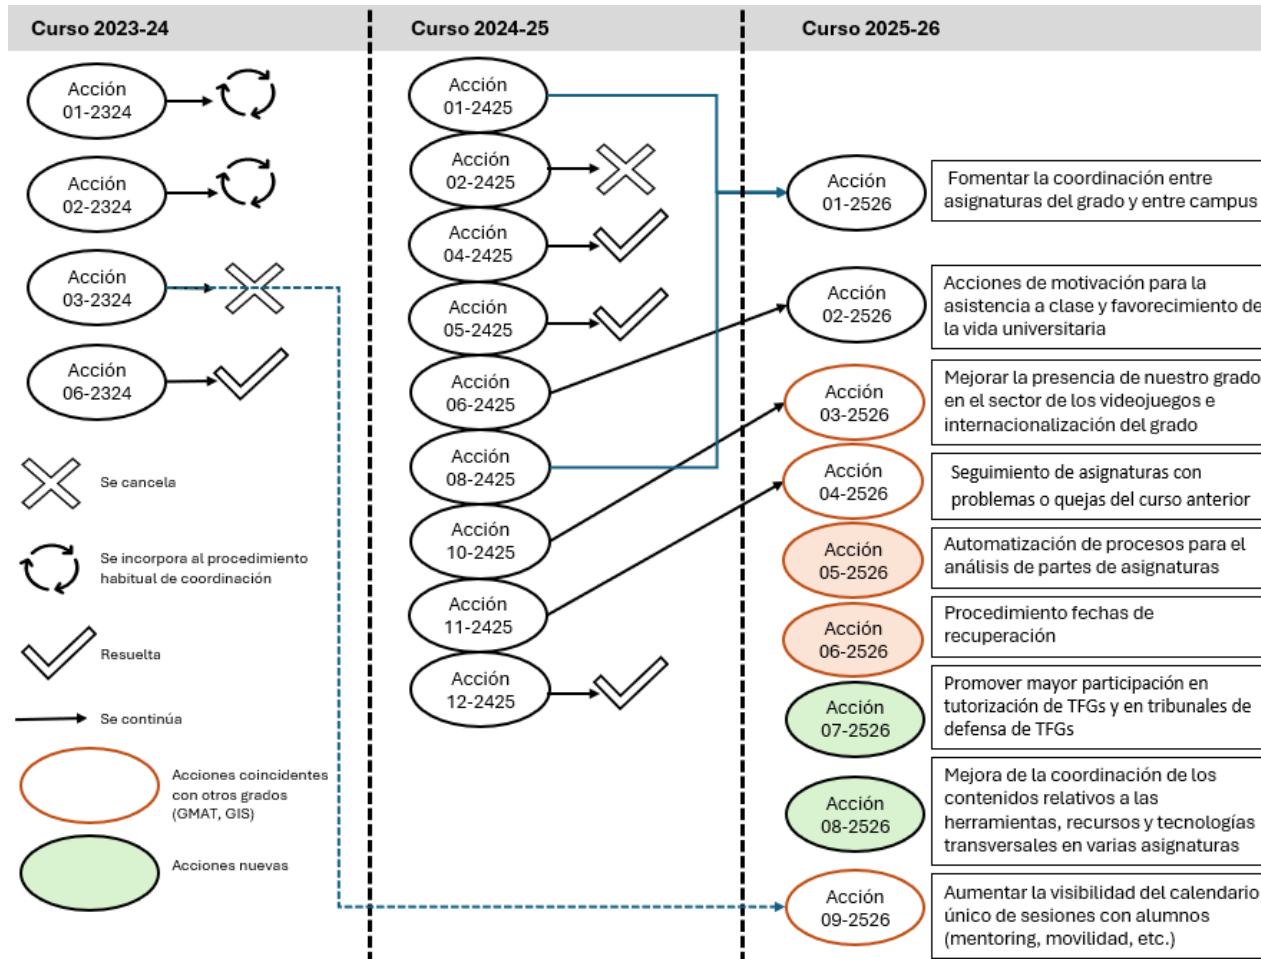 Curso 2023-24
Curso 2024-25
Curso 2025-26
Acción
01-2324
Acción
02-2324
Acción
03-2324
Acción
06-2324
Se cancela
Se incorpora al procedimiento
habitual de coordinación
Resuelta
Se continúa
Acciones coincidentes
con otros grados
(GMAT, GIS)
Acciones nuevas
Acción
01-2425
Acción
02-2425
Acción
04-2425
Acción
05-2425
Acción
06-2425
Acción
08-2425
Acción
10-2425
Acción
11-2425
Acción
12-2425
Acción
01-2526
Fomentar la coordinación entre
asignaturas del grado y entre campus
Acción
02-2526
Acciones de motivación para la
asistencia a clase y favorecimiento de
la vida universitaria
Acción
03-2526
Mejorar la presencia de nuestro grado
en el sector de los videojuegos e
internacionalización del grado
Acción
04-2526
Seguimiento de asignaturas con
problemas o quejas del curso anterior
Acción
05-2526
Automatización de procesos para el
análisis de partes de asignaturas
Acción
06-2526
Procedimiento fechas de
recuperación
Acción
07-2526
Promover mayor participación en
tutorización de TFGs y en tribunales de
defensa de TFGs
Acción
08-2526
Mejora de la coordinación de los
contenidos relativos a las
herramientas, recursos y tecnologías
transversales en varias asignaturas
Acción
09-2526
Aumentar la visibilidad del calendario
único de sesiones con alumnos
(mentoring, movilidad, etc.)